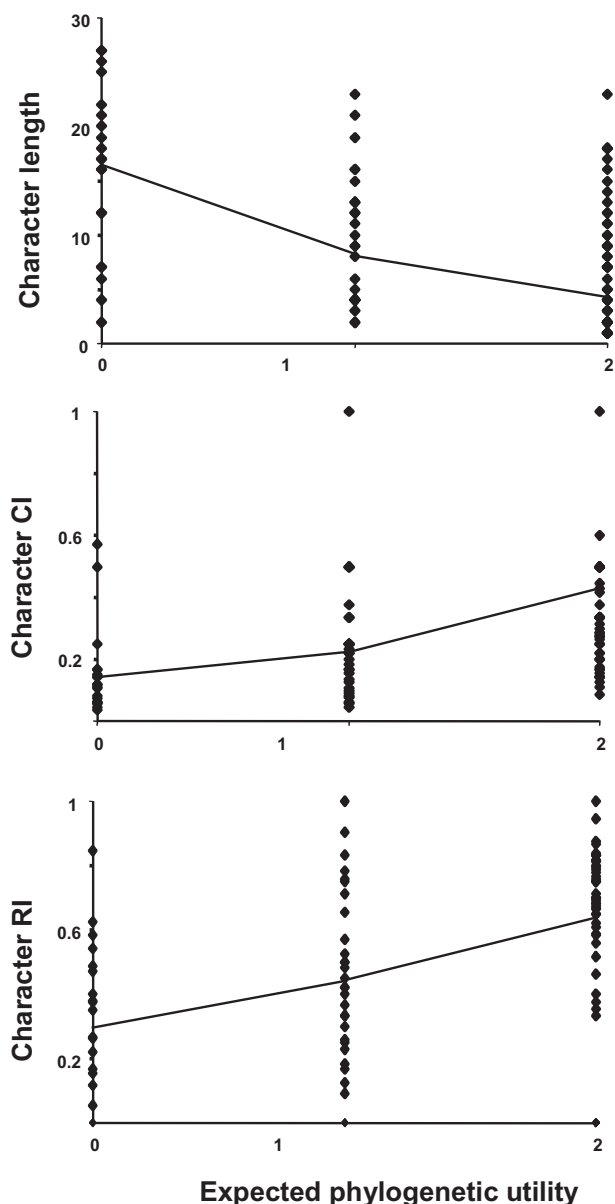 30
20
10
0
Character length
0 1 2
1
0.6
0.2
Character CI
0 1 2
1
0.6
0.2
Character RI
0 1 2
Expected phylogenetic utility